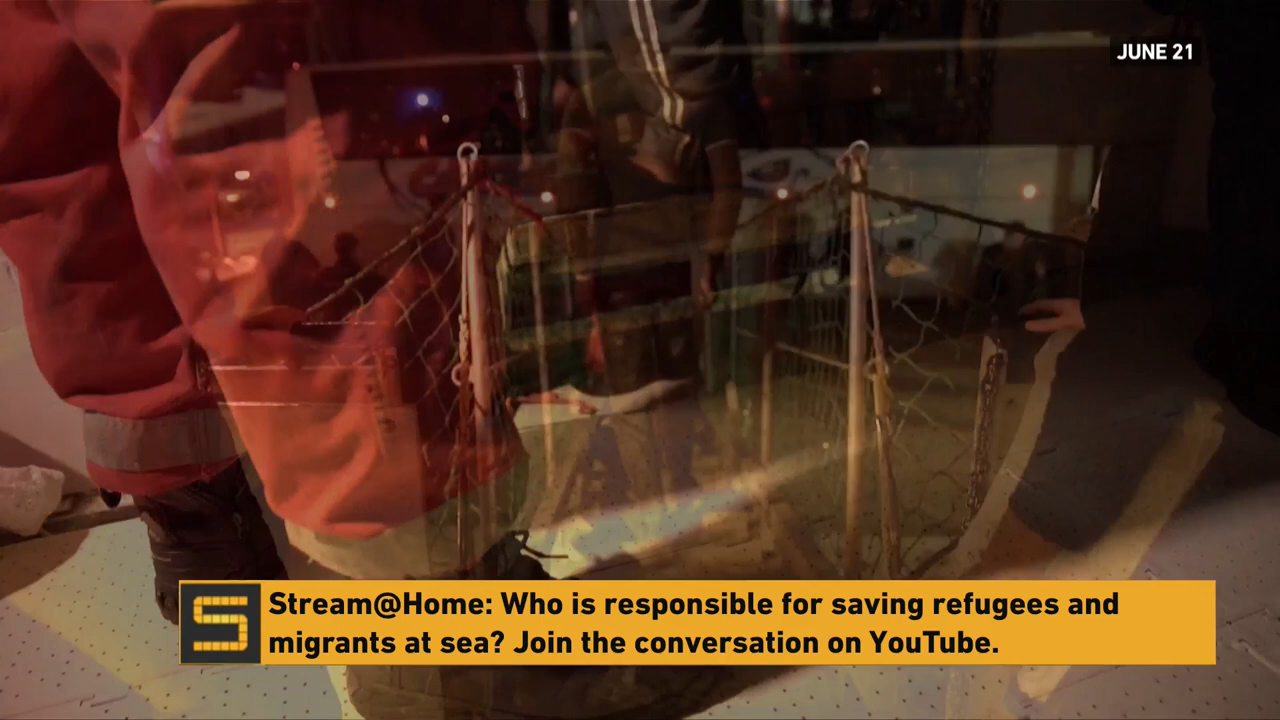 JUNE 21
Stream@Home: Who is responsible for saving refugees and
migrants at sea? Join the conversation on YouTube.